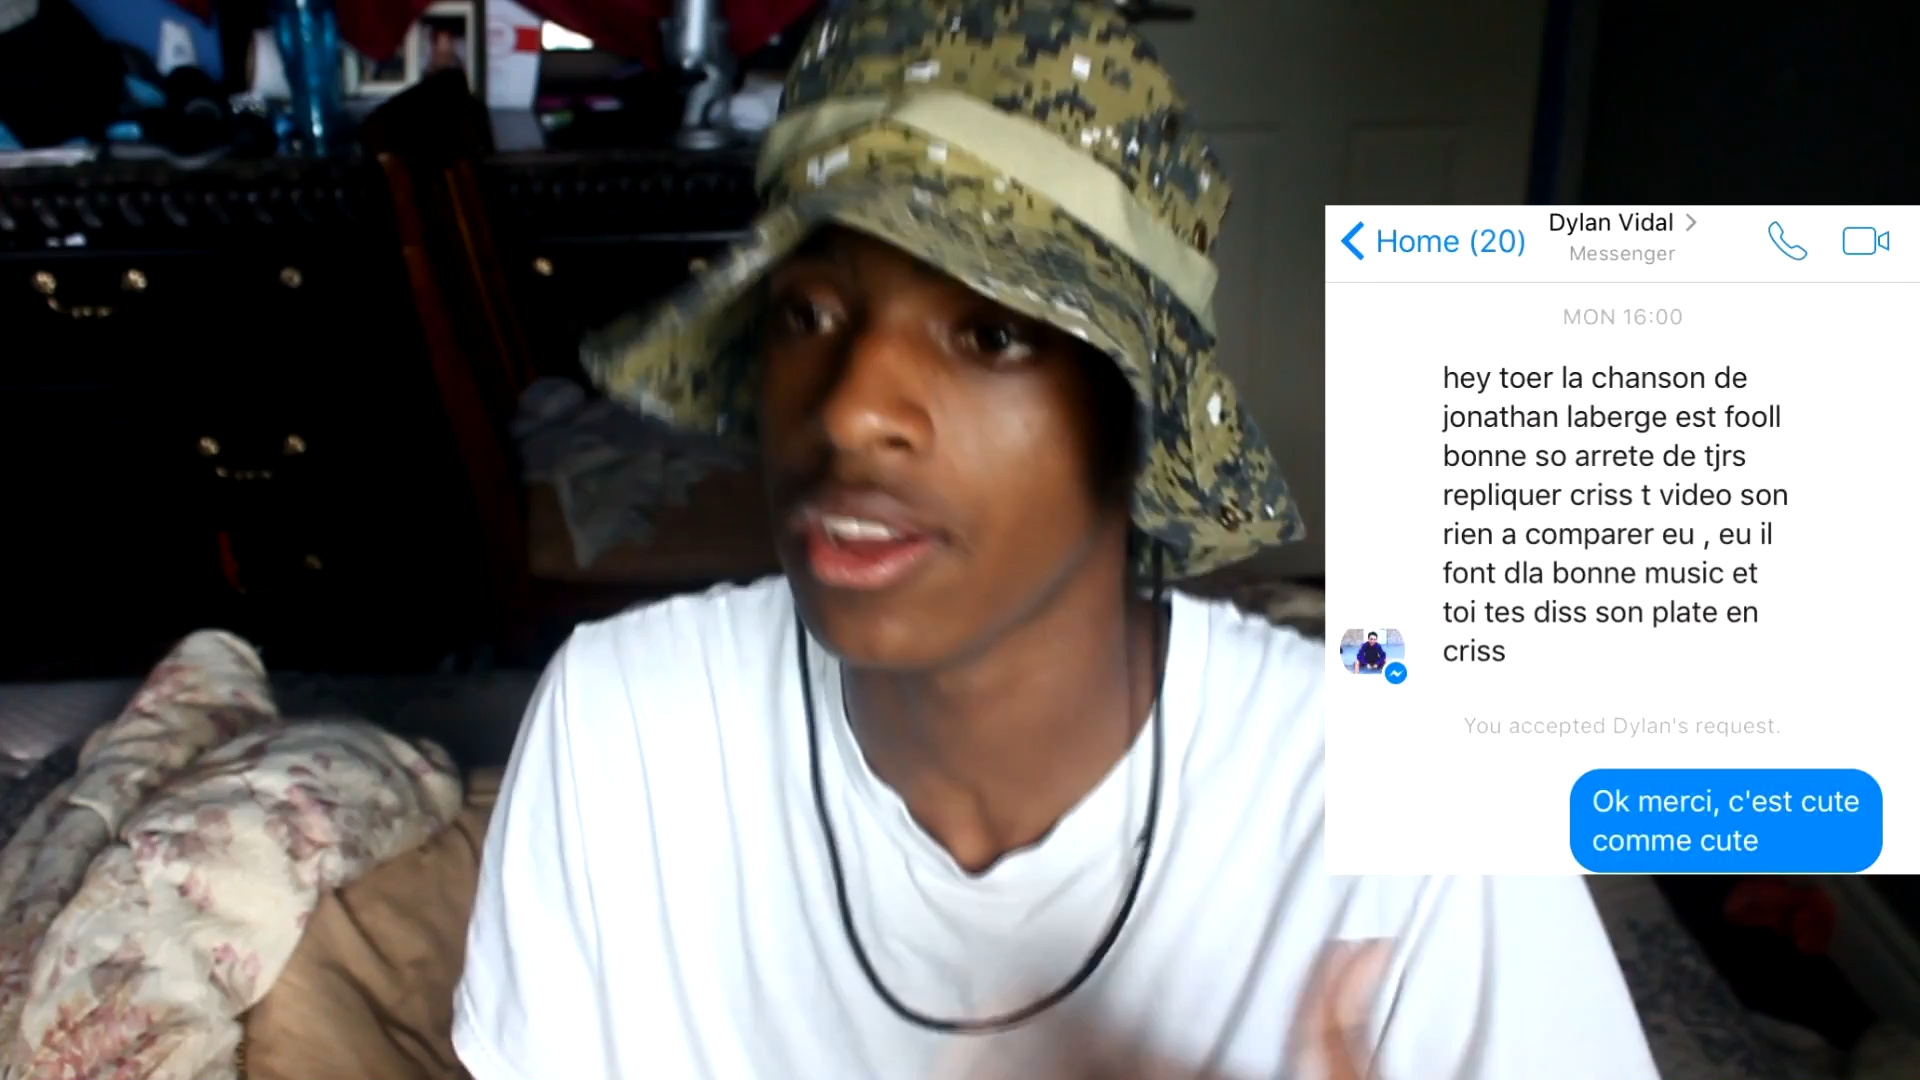 Home (20)
Dylan Vidal
Messenger
MON 16:00
hey toer la chanson de
jonathan laberge est fooll
bonne so arrete de tjrs
repliquer criss t video son
rien a comparer eu , eu il
font dla bonne music et
toi tes diss son plate en
criss
You accepted Dylan's request.
Ok merci, c'est cute
comme cute